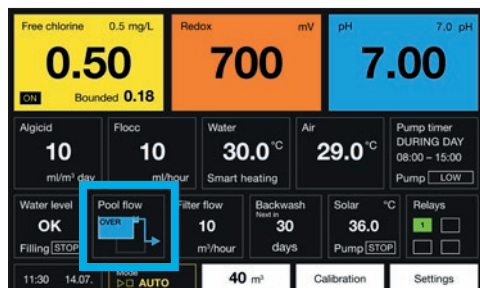 Free chlorine 0.5 mg/L
0.50
ON Bounded 0.18
Redox mV
700
pH 7.0 pH
7.00
Algicid
10
ml/m³ day
Flocc
10
ml/hour
Water
30.0 °C
Smart heating
Air
29.0 °C
Pump timer
DURING DAY
08:00 – 15:00
Pump LOW
Water level
OK
Filling STOP
Pool flow
OVER
Filter flow
10
m³/hour
Backwash
Next in
30
days
Solar °C
36.0
Pump STOP
Relays
1
11:30 14.07.
Mode
AUTO
40 m³
Calibration
Settings